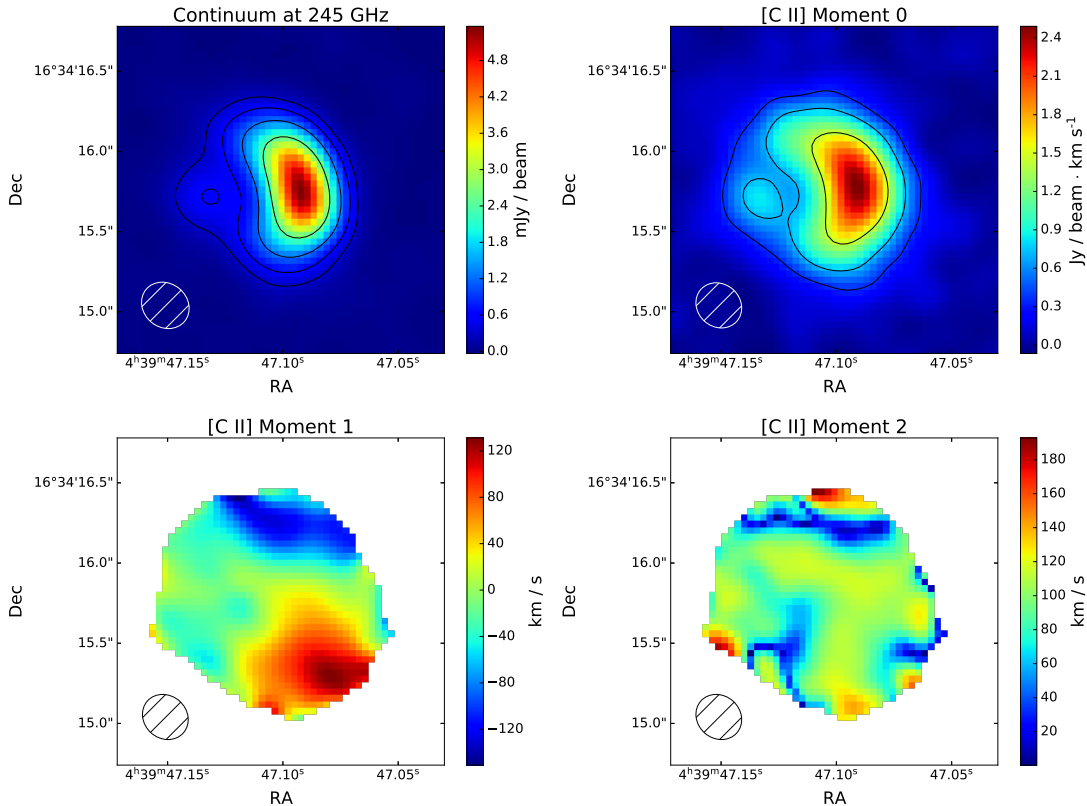 Continuum at 245 GHz
16°34'16.5"
16.0"
15.5"
15.0"
Dec
4ʰ39ᵐ47.15ˢ
47.10ˢ
47.05ˢ
RA
4.8
4.2
3.6
3.0
2.4
1.8
1.2
0.6
0.0
mJy / beam
[C II] Moment 0
16°34'16.5"
16.0"
15.5"
15.0"
Dec
4ʰ39ᵐ47.15ˢ
47.10ˢ
47.05ˢ
RA
2.4
2.1
1.8
1.5
1.2
0.9
0.6
0.3
0.0
Jy / beam · km s⁻¹
[C II] Moment 1
16°34'16.5"
16.0"
15.5"
15.0"
Dec
4ʰ39ᵐ47.15ˢ
47.10ˢ
47.05ˢ
RA
120
80
40
0
−40
−80
−120
km / s
[C II] Moment 2
16°34'16.5"
16.0"
15.5"
15.0"
Dec
4ʰ39ᵐ47.15ˢ
47.10ˢ
47.05ˢ
RA
180
160
140
120
100
80
60
40
20
km / s